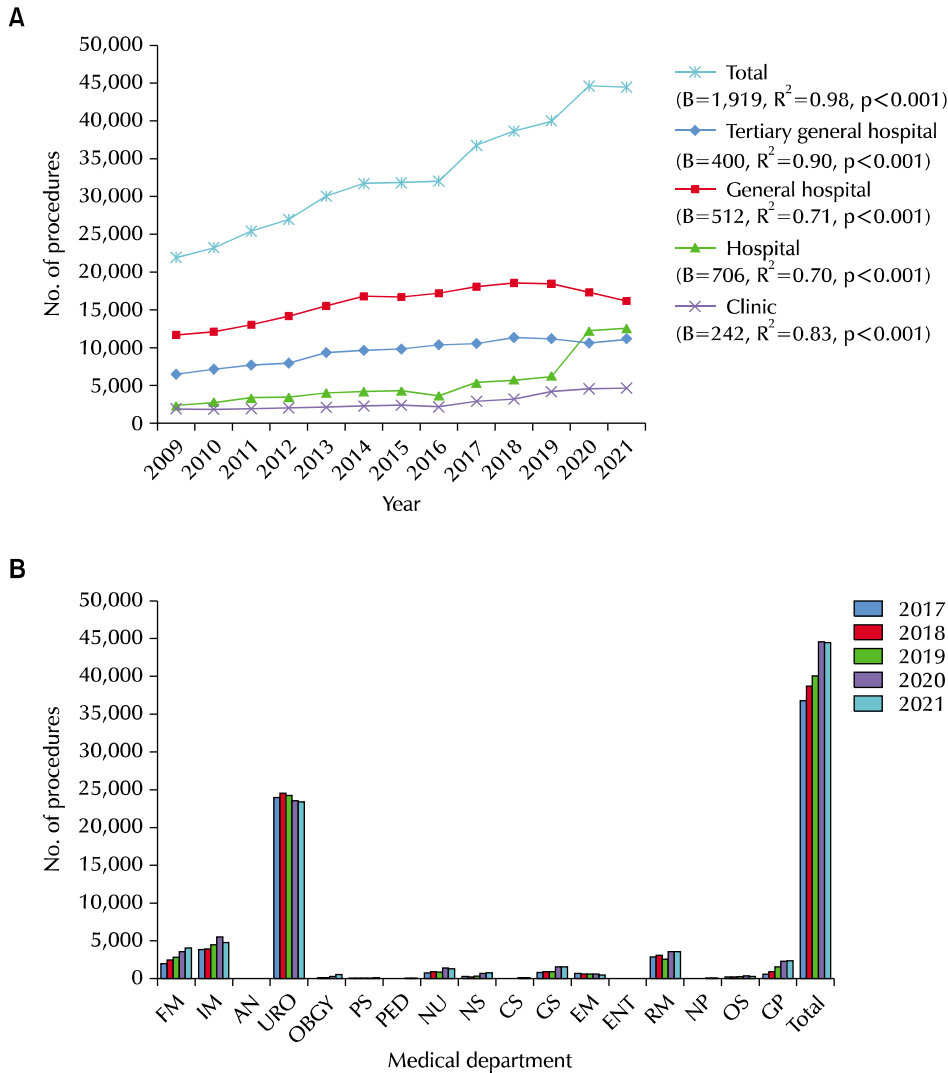 A
50,000
45,000
40,000
35,000
30,000
25,000
20,000
15,000
10,000
5,000
0
No. of procedures
2009
2010
2011
2012
2013
2014
2015
2016
2017
2018
2019
2020
2021
Year
Total
(B=1,919, R²=0.98, p<0.001)
Tertiary general hospital
(B=400, R²=0.90, p<0.001)
General hospital
(B=512, R²=0.71, p<0.001)
Hospital
(B=706, R²=0.70, p<0.001)
Clinic
(B=242, R²=0.83, p<0.001)
B
50,000
45,000
40,000
35,000
30,000
25,000
20,000
15,000
10,000
5,000
0
No. of procedures
FM
IM
AN
URO
OBGY
PS
PED
NU
NS
CS
GS
EM
ENT
RM
NP
OS
GP
Total
Medical department
2017
2018
2019
2020
2021